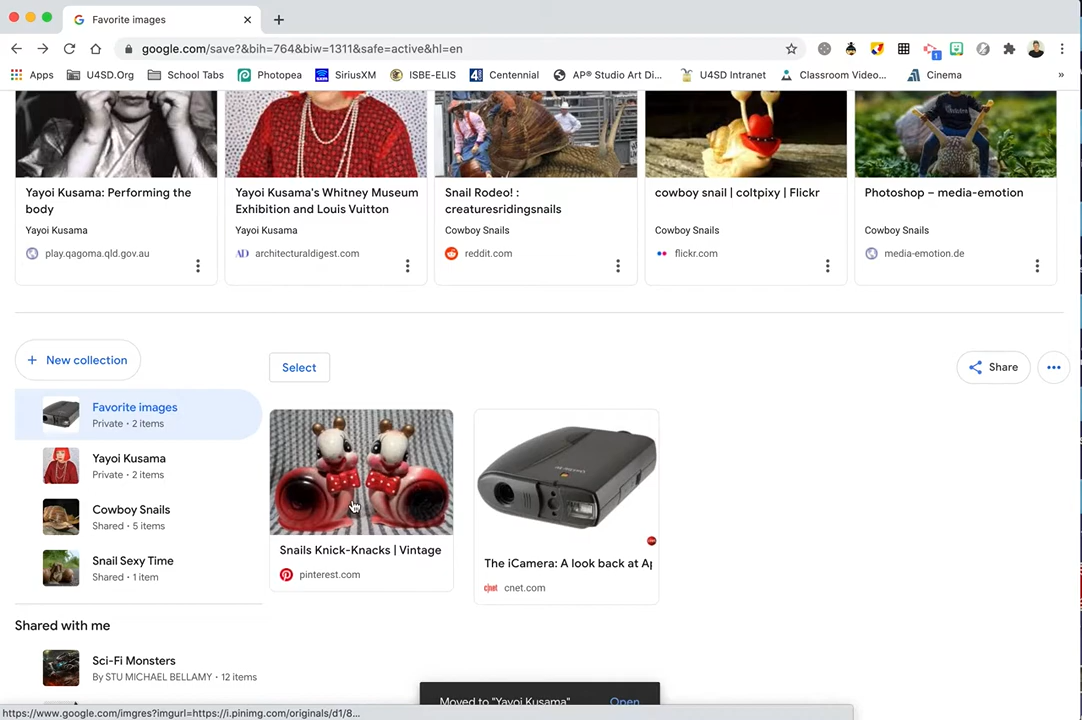 Favorite images
google.com/save?&bih=764&biw=1311&safe=active&hl=en
Apps U4SD.Org School Tabs Photopea SiriusXM ISBE-ELIS Centennial AP® Studio Art Di... U4SD Intranet Classroom Video... Cinema »
Yayoi Kusama: Performing the body
Yayoi Kusama
play.qagoma.qld.gov.au
Yayoi Kusama's Whitney Museum Exhibition and Louis Vuitton
Yayoi Kusama
AD architecturaldigest.com
Snail Rodeo! : creaturesridingsnails
Cowboy Snails
reddit.com
cowboy snail | coltpixy | Flickr
Cowboy Snails
flickr.com
Photoshop – media-emotion
Cowboy Snails
media-emotion.de
+ New collection
Select
Share
Favorite images
Private • 2 items
Yayoi Kusama
Private • 2 items
Cowboy Snails
Shared • 5 items
Snail Sexy Time
Shared • 1 item
Snails Knick-Knacks | Vintage
pinterest.com
The iCamera: A look back at Ap
cnet cnet.com
Shared with me
Sci-Fi Monsters
By STU MICHAEL BELLAMY • 12 items
Moved to "Yayoi Kusama" Open
https://www.google.com/imgres?imgurl=https://i.pinimg.com/originals/d1/8...